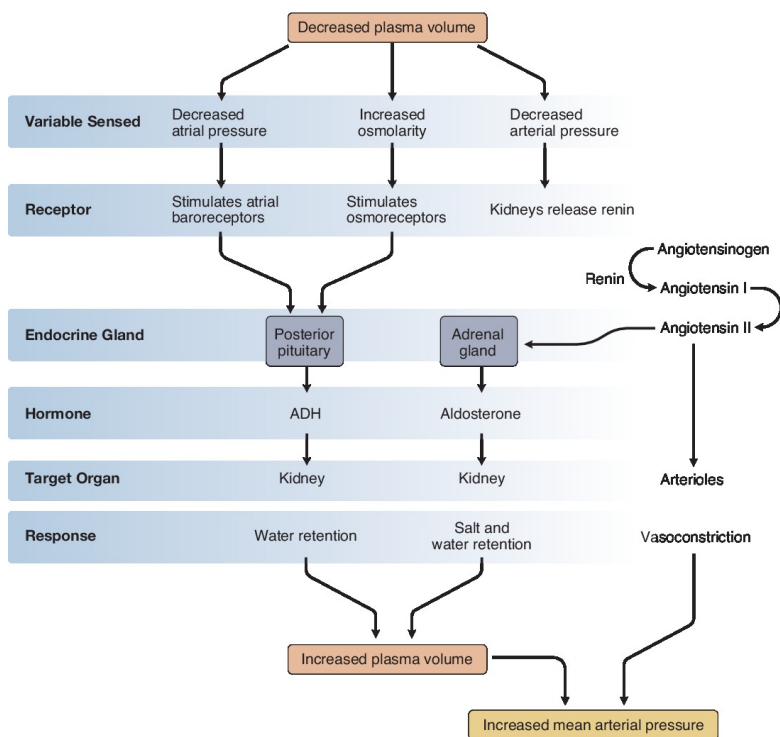 Decreased plasma volume
Variable Sensed
Decreased
atrial pressure
Increased
osmolarity
Decreased
arterial pressure
Receptor
Stimulates atrial
baroreceptors
Stimulates
osmoreceptors
Kidneys release renin
Angiotensinogen
Renin
Angiotensin I
Angiotensin II
Endocrine Gland
Posterior
pituitary
Adrenal
gland
Hormone
ADH
Aldosterone
Target Organ
Kidney
Kidney
Arterioles
Response
Water retention
Salt and
water retention
Vasoconstriction
Increased plasma volume
Increased mean arterial pressure